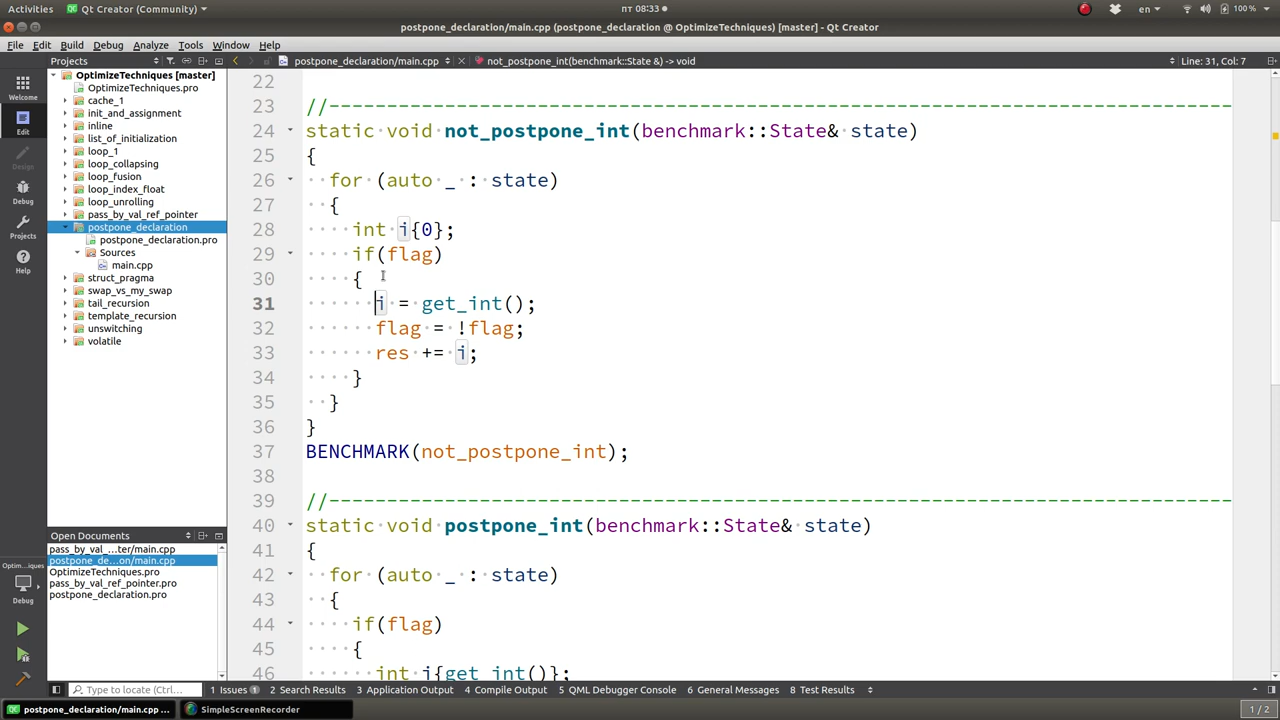 Activities Qt Creator (Community) пт 08:33 en 100 %
postpone_declaration/main.cpp (postpone_declaration @ OptimizeTechniques) [master] - Qt Creator
File Edit Build Debug Analyze Tools Window Help
Projects postpone_declaration/main.cpp not_postpone_int(benchmark::State &) -> void Line: 31, Col: 7
Welcome
Edit
Design
Debug
Projects
Help
Optim...iques
Debug
OptimizeTechniques [master]
OptimizeTechniques.pro
cache_1
init_and_assignment
inline
list_of_initialization
loop_1
loop_collapsing
loop_fusion
loop_index_float
loop_unrolling
pass_by_val_ref_pointer
postpone_declaration
postpone_declaration.pro
Sources
main.cpp
struct_pragma
swap_vs_my_swap
tail_recursion
template_recursion
unswitching
volatile
Open Documents
pass_by_val_...ter/main.cpp
postpone_de...on/main.cpp
OptimizeTechniques.pro
pass_by_val_ref_pointer.pro
postpone_declaration.pro
22
23 //------------------------------------------------------------------------------
24 static void not_postpone_int(benchmark::State& state)
25 {
26 for (auto _ : state)
27 {
28 int i{0};
29 if(flag)
30 {
31 i = get_int();
32 flag = !flag;
33 res += i;
34 }
35 }
36 }
37 BENCHMARK(not_postpone_int);
38
39 //------------------------------------------------------------------------------
40 static void postpone_int(benchmark::State& state)
41 {
42 for (auto _ : state)
43 {
44 if(flag)
45 {
46 int i{get_int()};
Type to locate (Ctrl... 1 Issues 1 2 Search Results 3 Application Output 4 Compile Output 5 QML Debugger Console 6 General Messages 8 Test Results
postpone_declaration/main.cpp ... SimpleScreenRecorder 1 / 2